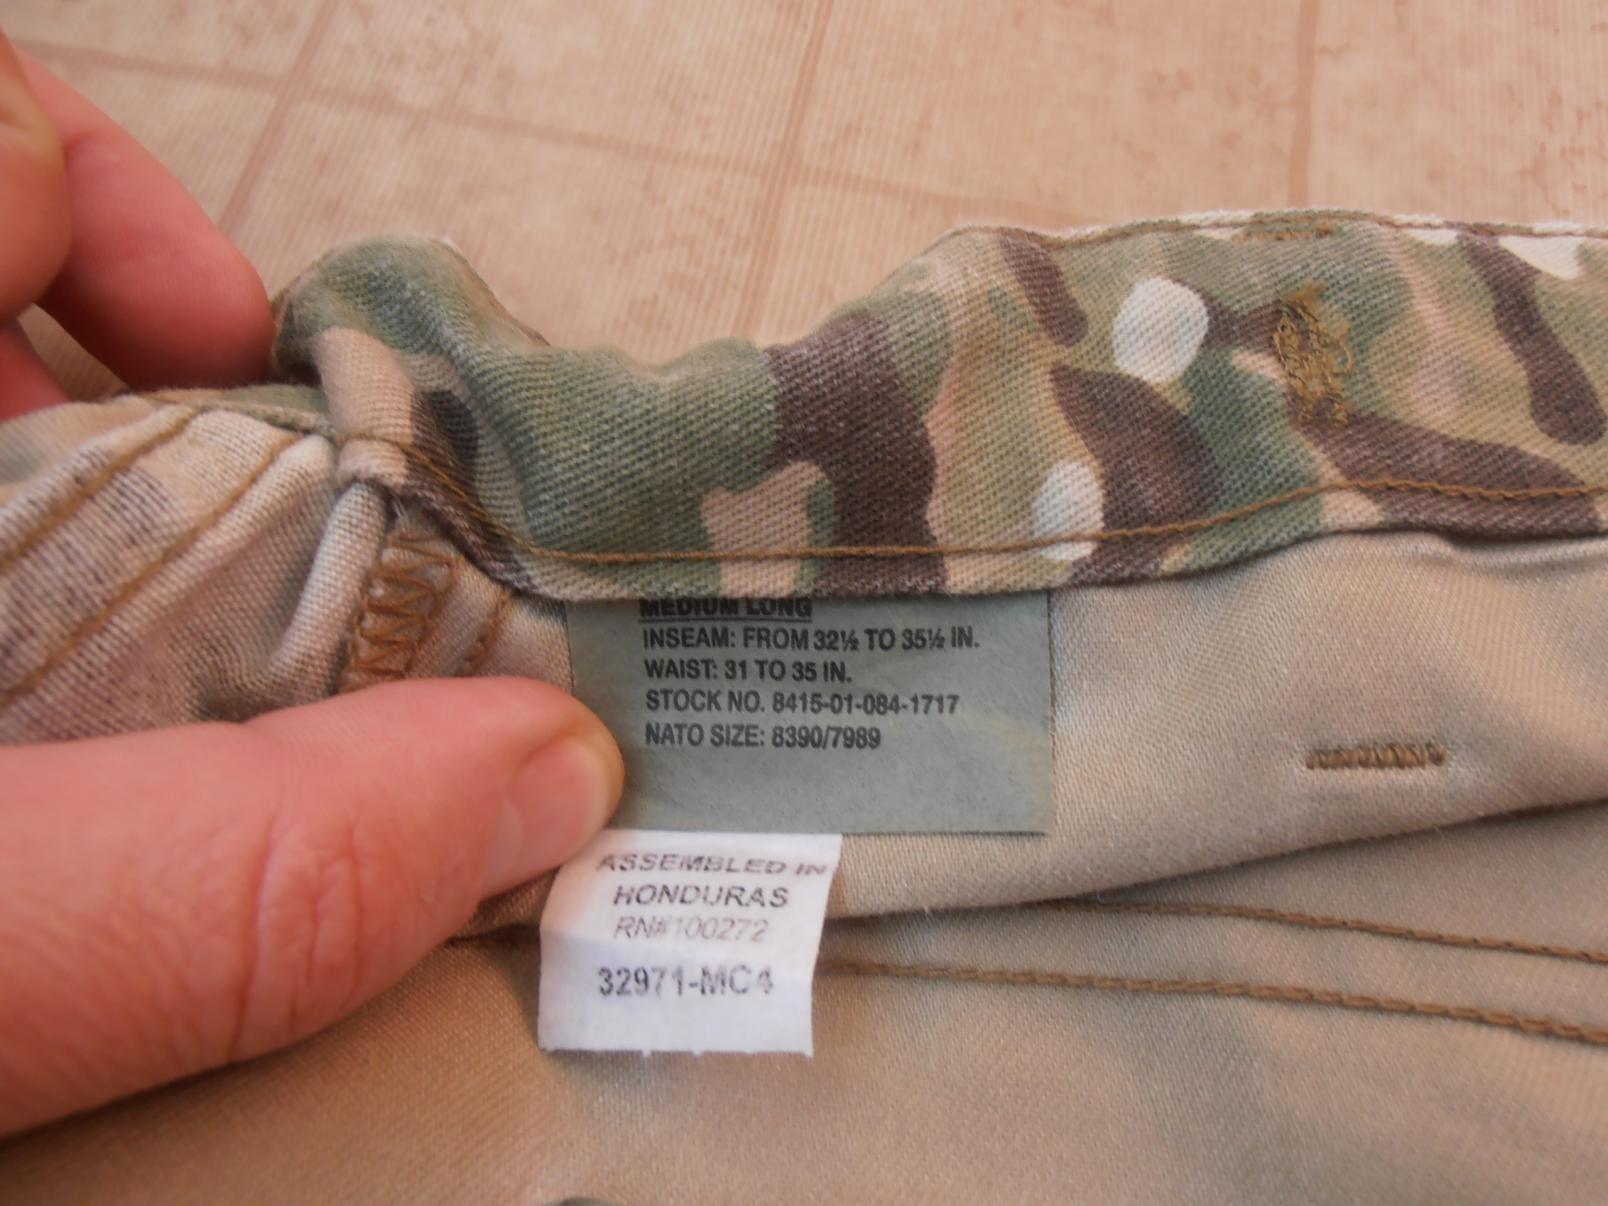 MEDIUM LONG
INSEAM: FROM 32½ TO 35½ IN.
WAIST: 31 TO 35 IN.
STOCK NO. 8415-01-084-1717
NATO SIZE: 8390/7989
ASSEMBLED IN
HONDURAS
RN#100272
32971-MC4